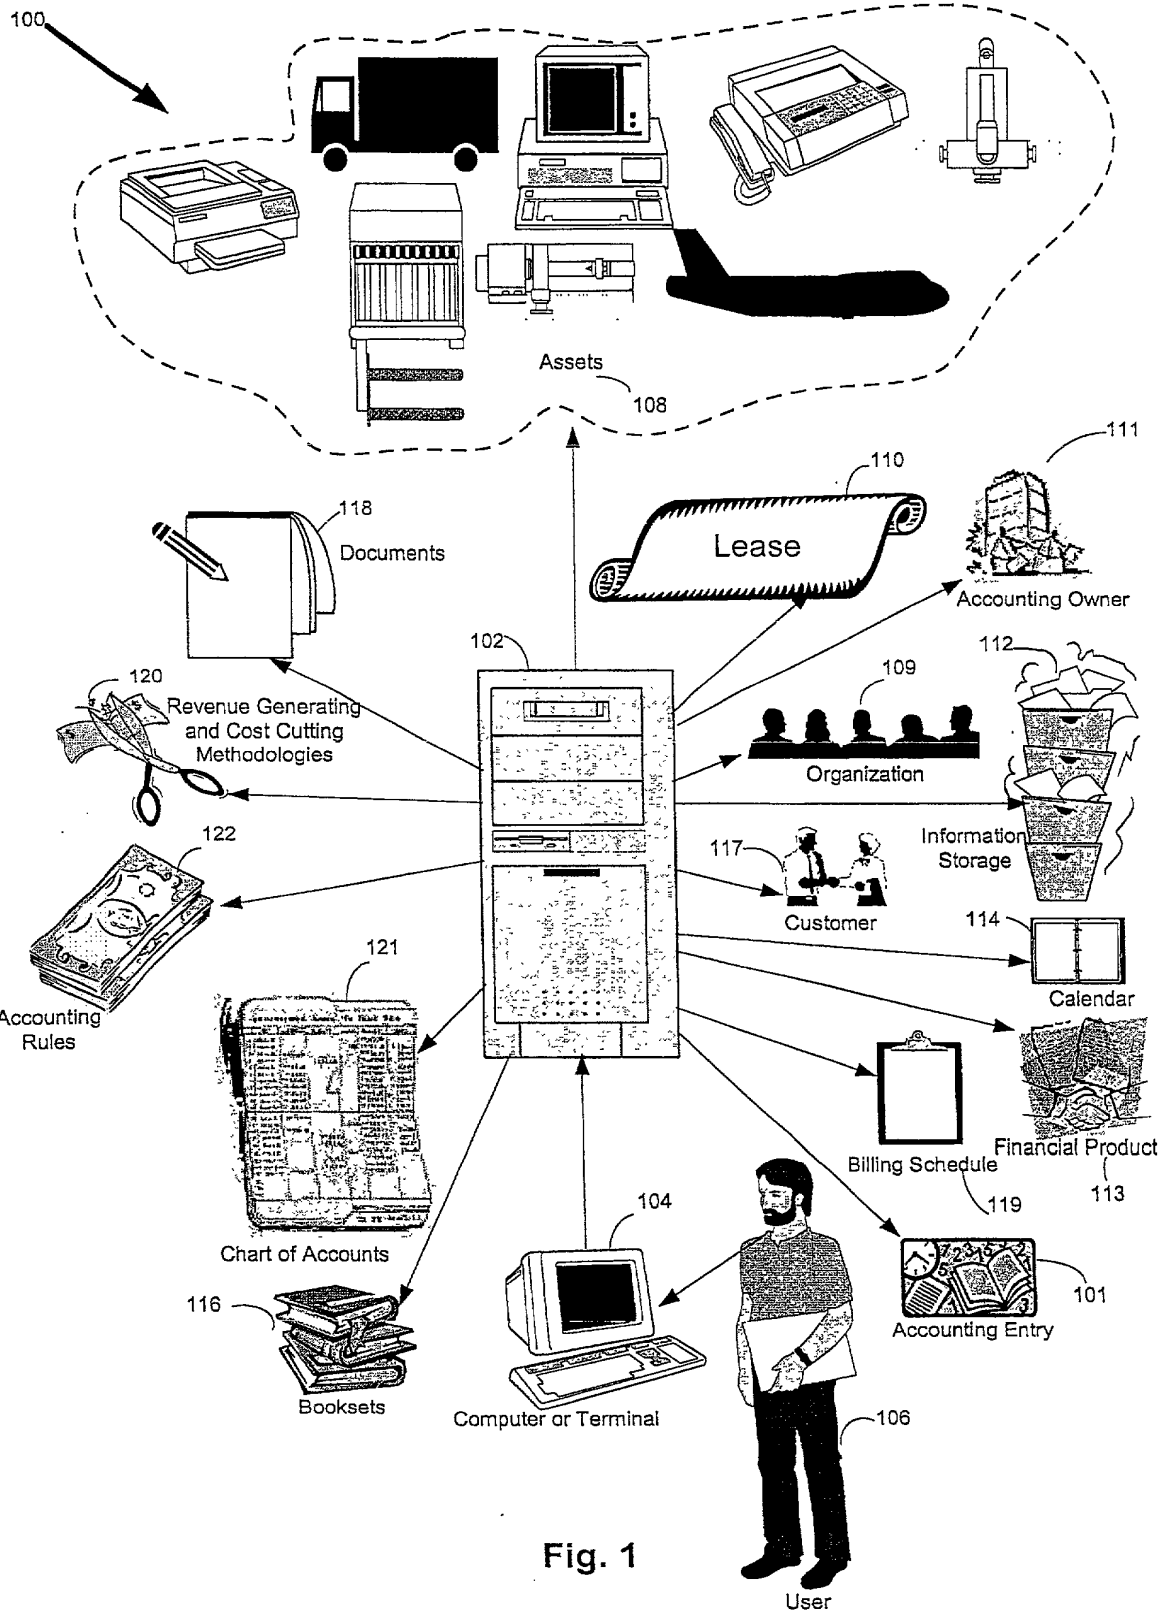 100
Assets
108
111
110
118
Documents
Lease
Accounting Owner
102
112
120
109
Revenue Generating
and Cost Cutting
Methodologies
Organization
122
117
Information
Storage
Customer
114
121
Calendar
Accounting
Rules
Financial Product
Billing Schedule
113
119
104
Chart of Accounts
101
116
Accounting Entry
Booksets
Computer or Terminal
106
Fig. 1
User